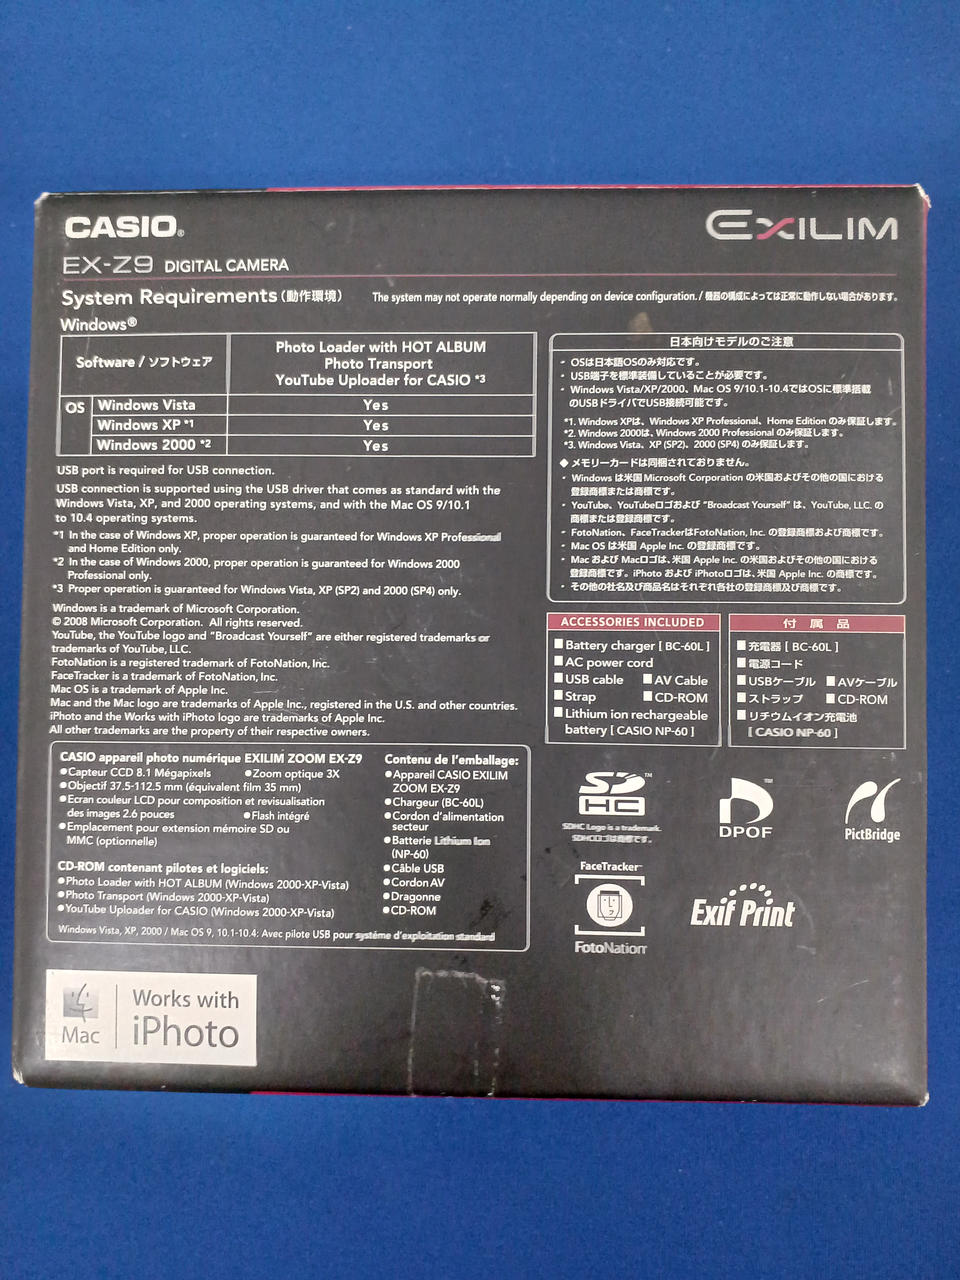 CASIO®
EXILIM
EX-Z9 DIGITAL CAMERA
System Requirements (動作環境)
The system may not operate normally depending on device configuration. / 機器の構成によっては正常に動作しない場合があります。
Windows®
Software / ソフトウェア
Photo Loader with HOT ALBUM
Photo Transport
YouTube Uploader for CASIO *3
OS
Windows Vista Yes
Windows XP *1 Yes
Windows 2000 *2 Yes
USB port is required for USB connection.
USB connection is supported using the USB driver that comes as standard with the
Windows Vista, XP, and 2000 operating systems, and with the Mac OS 9/10.1
to 10.4 operating systems.
*1 In the case of Windows XP, proper operation is guaranteed for Windows XP Professional
and Home Edition only.
*2 In the case of Windows 2000, proper operation is guaranteed for Windows 2000
Professional only.
*3 Proper operation is guaranteed for Windows Vista, XP (SP2) and 2000 (SP4) only.
Windows is a trademark of Microsoft Corporation.
© 2008 Microsoft Corporation. All rights reserved.
YouTube, the YouTube logo and "Broadcast Yourself" are either registered trademarks or
trademarks of YouTube, LLC.
FotoNation is a registered trademark of FotoNation, Inc.
FaceTracker is a trademark of FotoNation, Inc.
Mac OS is a trademark of Apple Inc.
Mac and the Mac logo are trademarks of Apple Inc., registered in the U.S. and other countries.
iPhoto and the Works with iPhoto logo are trademarks of Apple Inc.
All other trademarks are the property of their respective owners.
日本向けモデルのご注意
・ OSは日本語OSのみ対応です。
・ USB端子を標準装備していることが必要です。
・ Windows Vista/XP/2000、Mac OS 9/10.1-10.4ではOSに標準搭載
のUSBドライバでUSB接続可能です。
*1. Windows XPは、Windows XP Professional、Home Edition のみ保証します。
*2. Windows 2000は、Windows 2000 Professional のみ保証します。
*3. Windows Vista、XP (SP2)、2000 (SP4) のみ保証します。
◆ メモリーカードは同梱されておりません。
・ Windows は米国 Microsoft Corporation の米国およびその他の国における
登録商標または商標です。
・ YouTube、YouTubeロゴおよび "Broadcast Yourself" は、YouTube, LLC. の
商標または登録商標です。
・ FotoNation、FaceTrackerはFotoNation, Inc. の登録商標および商標です。
・ Mac OS は米国 Apple Inc. の登録商標です。
・ Mac および Macロゴは、米国 Apple Inc. の米国およびその他の国における
登録商標です。iPhoto および iPhotoロゴは、米国 Apple Inc. の商標です。
・ その他の社名及び商品名はそれぞれ各社の登録商標及び商標です。
ACCESSORIES INCLUDED
■ Battery charger [ BC-60L ]
■ AC power cord
■ USB cable ■ AV Cable
■ Strap ■ CD-ROM
■ Lithium ion rechargeable
battery [ CASIO NP-60 ]
付属品
■ 充電器 [ BC-60L ]
■ 電源コード
■ USBケーブル ■ AVケーブル
■ ストラップ ■ CD-ROM
■ リチウムイオン充電池
[ CASIO NP-60 ]
CASIO appareil photo numérique EXILIM ZOOM EX-Z9
●Capteur CCD 8.1 Mégapixels ●Zoom optique 3X
●Objectif 37.5-112.5 mm (équivalent film 35 mm)
●Ecran couleur LCD pour composition et revisualisation
des images 2.6 pouces ●Flash intégré
●Emplacement pour extension mémoire SD ou
MMC (optionnelle)
CD-ROM contenant pilotes et logiciels:
●Photo Loader with HOT ALBUM (Windows 2000-XP-Vista)
●Photo Transport (Windows 2000-XP-Vista)
●YouTube Uploader for CASIO (Windows 2000-XP-Vista)
Windows Vista, XP, 2000 / Mac OS 9, 10.1-10.4: Avec pilote USB pour système d'exploitation standard
Contenu de l'emballage:
●Appareil CASIO EXILIM
ZOOM EX-Z9
●Chargeur (BC-60L)
●Cordon d'alimentation
secteur
●Batterie Lithium Ion
(NP-60)
●Câble USB
●Cordon AV
●Dragonne
●CD-ROM
SD™
HC
SDHC Logo is a trademark.
SDHCロゴは商標です。
™
DPOF
PictBridge
FaceTracker™
FotoNation
Exif Print
Mac
Works with
iPhoto